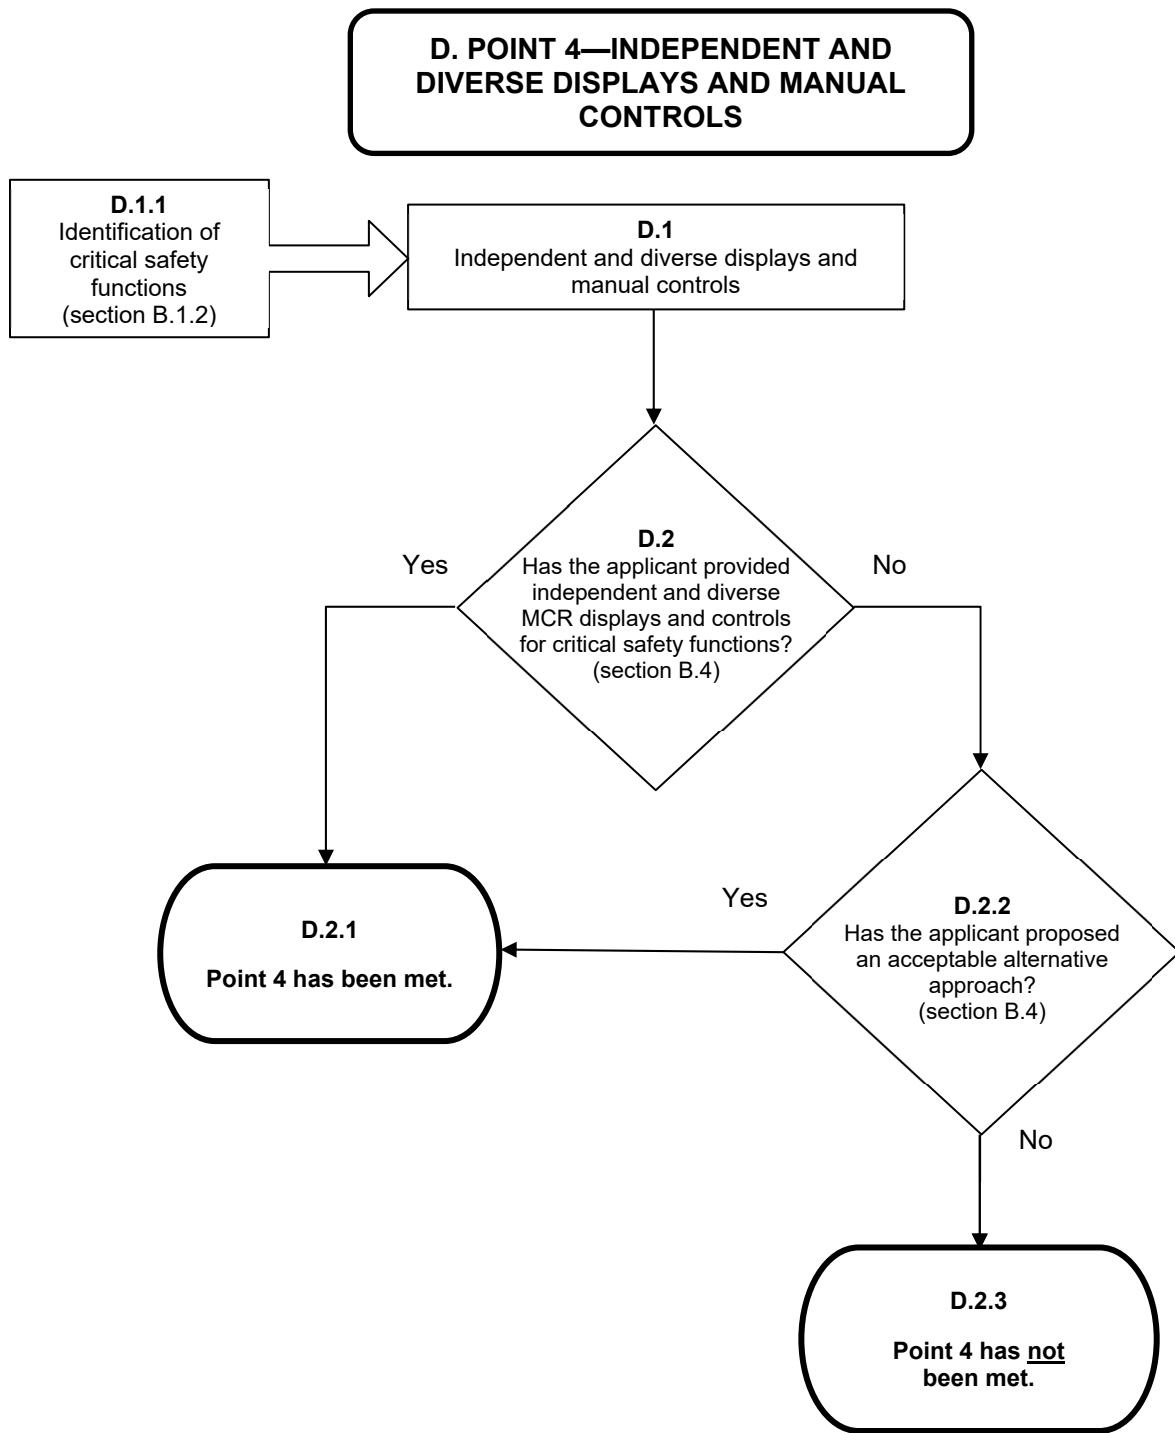 D. POINT 4—INDEPENDENT AND
DIVERSE DISPLAYS AND MANUAL
CONTROLS
D.1.1
Identification of
critical safety
functions
(section B.1.2)
D.1
Independent and diverse displays and
manual controls
D.2
Has the applicant provided
independent and diverse
MCR displays and controls
for critical safety functions?
(section B.4)
Yes
No
D.2.1
Point 4 has been met.
Yes
D.2.2
Has the applicant proposed
an acceptable alternative
approach?
(section B.4)
No
D.2.3
Point 4 has not
been met.